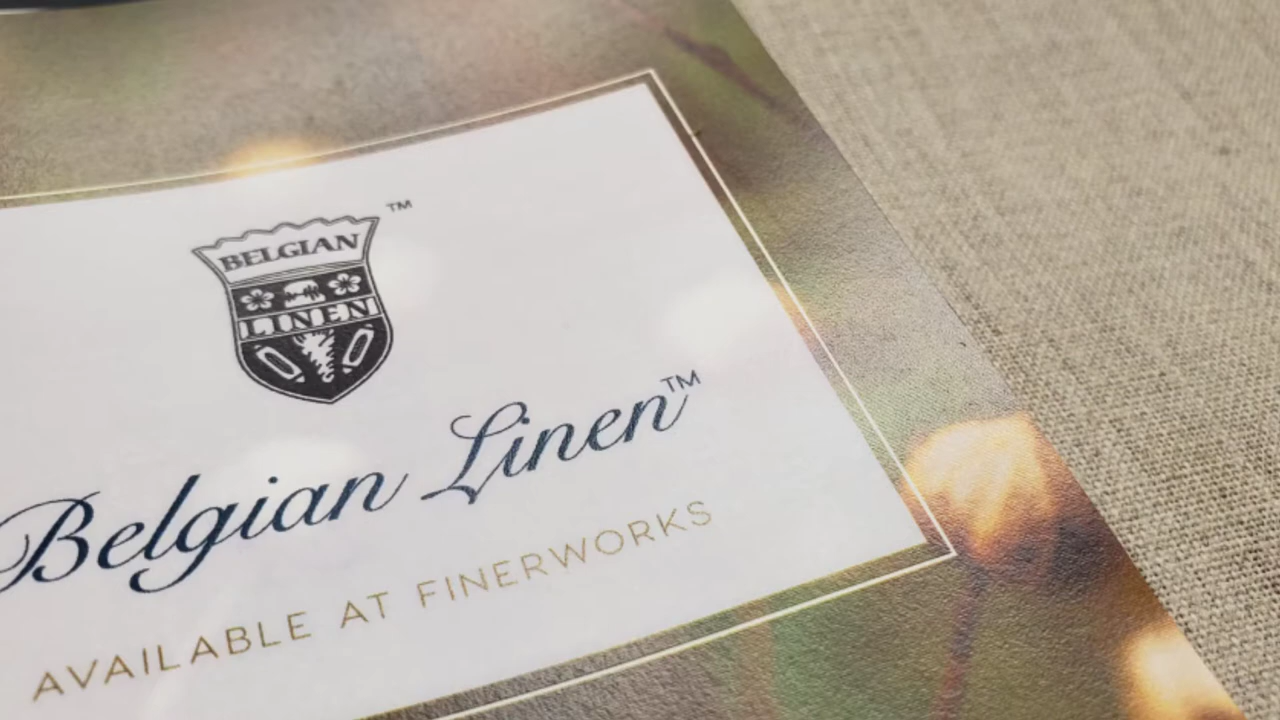 TM
BELGIAN
LINEN
Belgian Linen™
AVAILABLE AT FINERWORKS